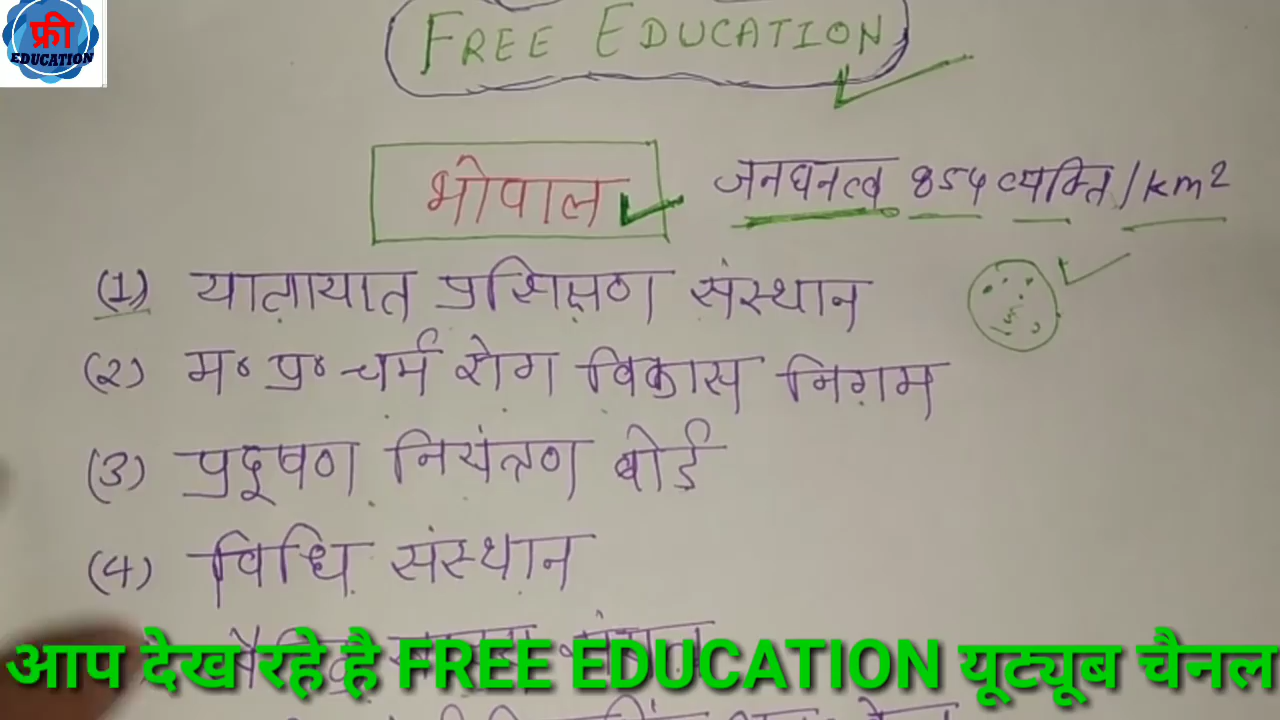 फ्री
EDUCATION
FREE EDUCATION
भोपाल
जनघनत्व 854 व्यक्ति/km2
(1) यातायात प्रशिक्षण संस्थान
(2) म॰ प्र॰ चर्म रोग विकास निगम
(3) प्रदूषण नियंत्रण बोर्ड
(4) विधि संस्थान
आप देख रहे है FREE EDUCATION यूट्यूब चैनल